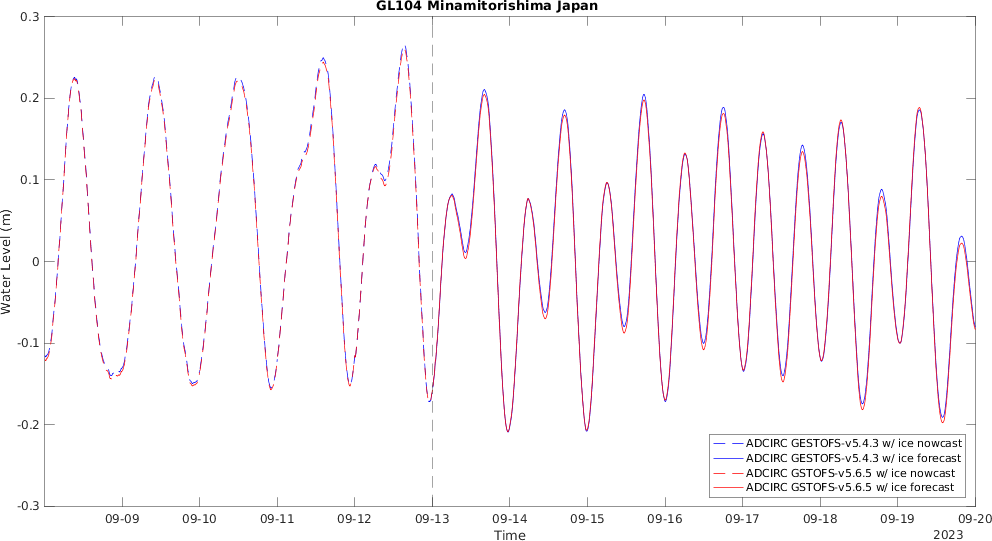 GL104 Minamitorishima Japan
0.3
0.2
0.1
0
-0.1
-0.2
-0.3
Water Level (m)
ADCIRC GESTOFS-v5.4.3 w/ ice nowcast
ADCIRC GESTOFS-v5.4.3 w/ ice forecast
ADCIRC GSTOFS-v5.6.5 w/ ice nowcast
ADCIRC GSTOFS-v5.6.5 w/ ice forecast
09-09 09-10 09-11 09-12 09-13 09-14 09-15 09-16 09-17 09-18 09-19 09-20
Time
2023